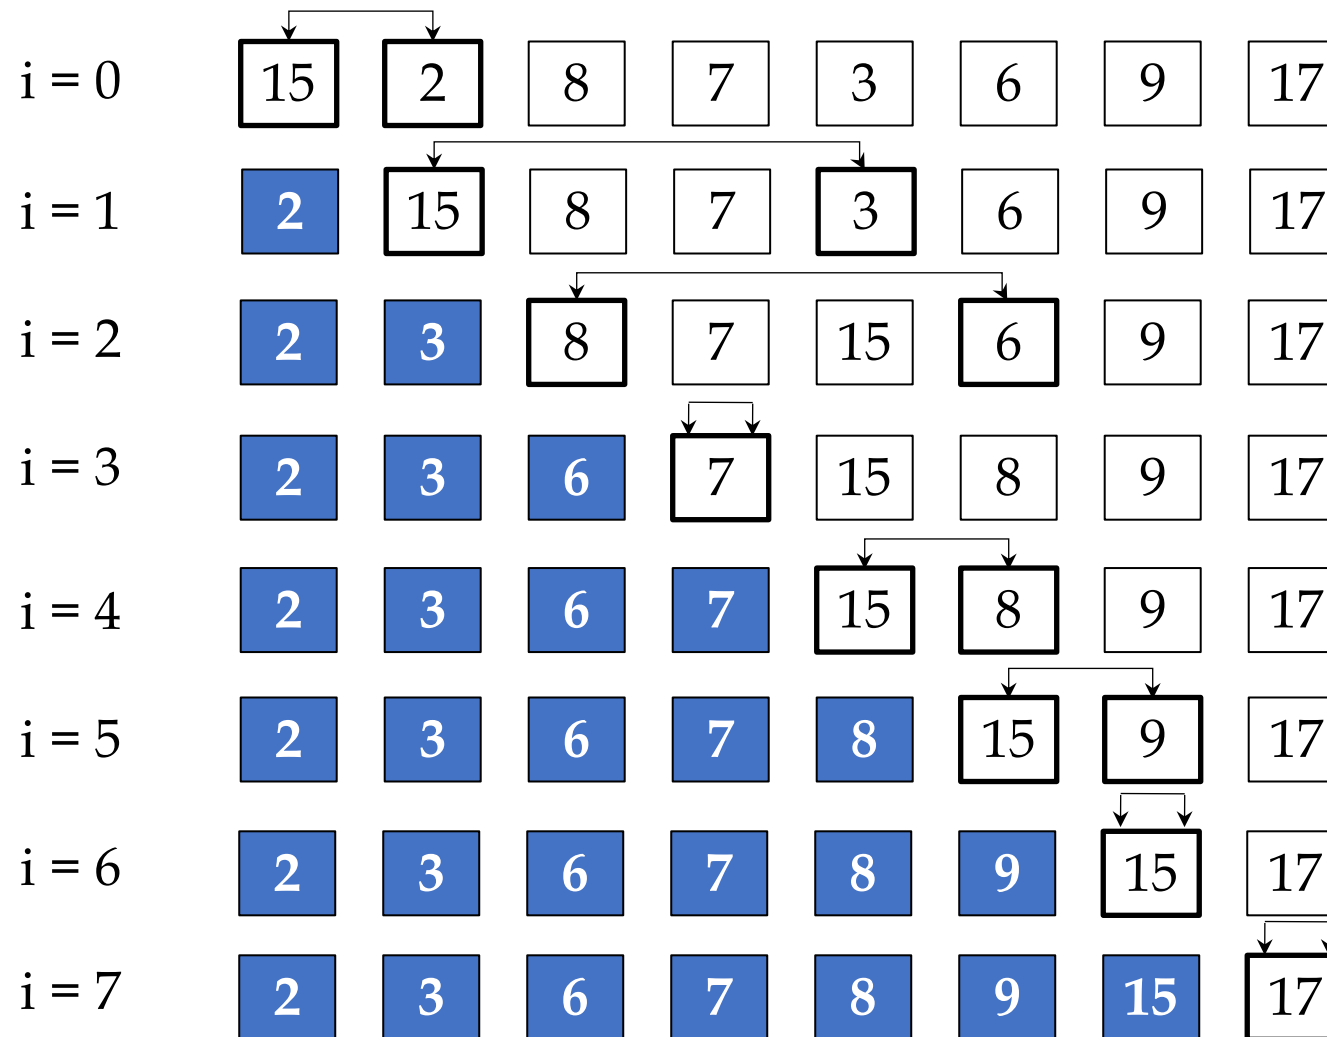 i = 0 15 2 8 7 3 6 9 17
i = 1 2 15 8 7 3 6 9 17
i = 2 2 3 8 7 15 6 9 17
i = 3 2 3 6 7 15 8 9 17
i = 4 2 3 6 7 15 8 9 17
i = 5 2 3 6 7 8 15 9 17
i = 6 2 3 6 7 8 9 15 17
i = 7 2 3 6 7 8 9 15 17